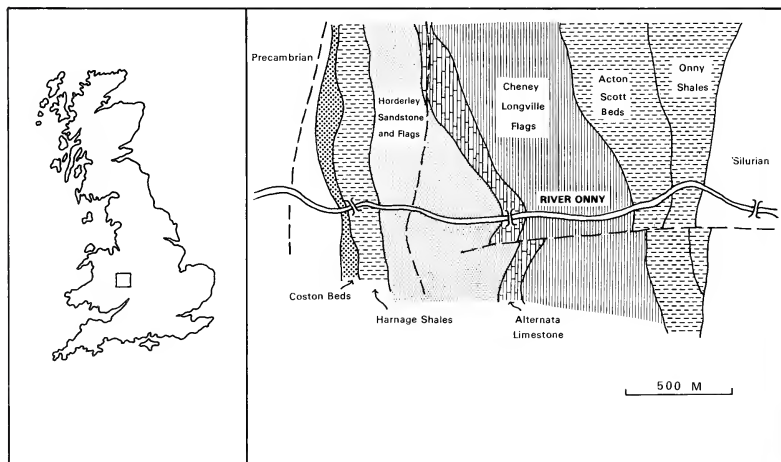 Precambrian
Horderley
Sandstone
and Flags
Cheney
Longville
Flags
Acton
Scott
Beds
Onny
Shales
'Silurian
RIVER ONNY
Coston Beds
Harnage Shales
Alternata
Limestone
500 M